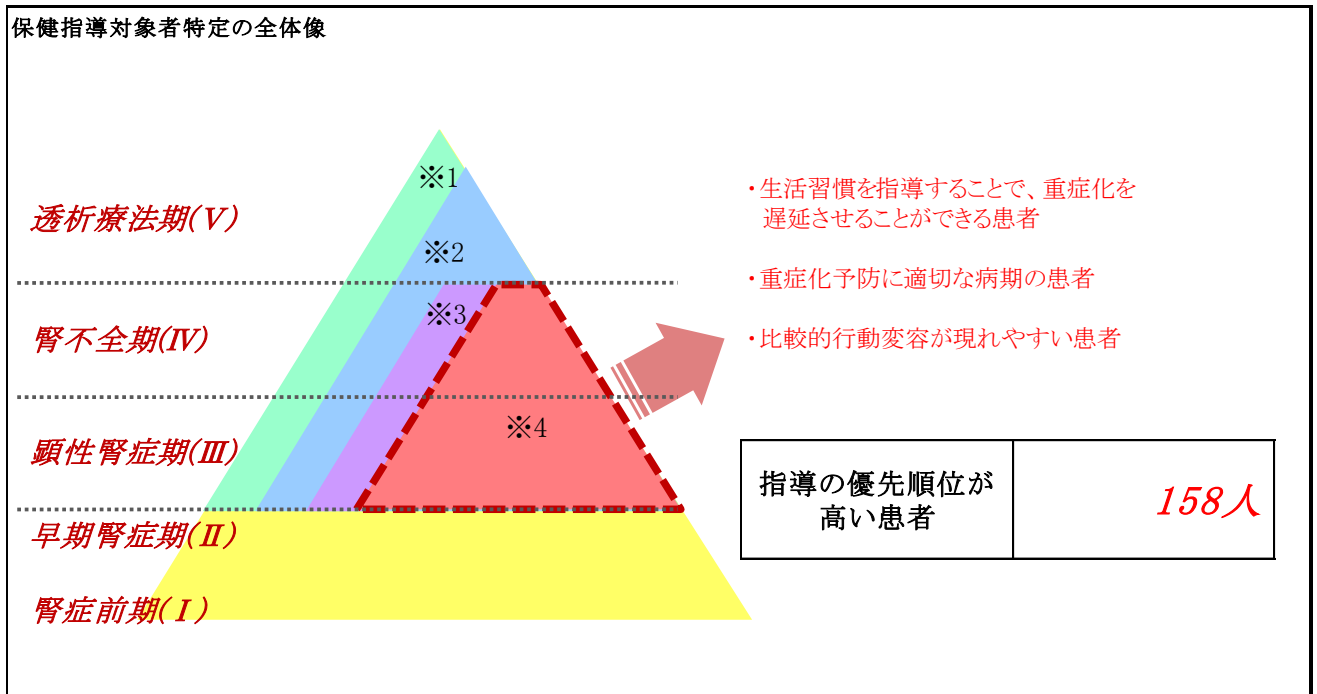 保健指導対象者特定の全体像
※1
※2
※3
※4
透析療法期(Ⅴ)
腎不全期(Ⅳ)
顕性腎症期(Ⅲ)
早期腎症期(Ⅱ)
腎症前期(Ⅰ)
・生活習慣を指導することで、重症化を
遅延させることができる患者
・重症化予防に適切な病期の患者
・比較的行動変容が現れやすい患者
指導の優先順位が
高い患者
158人